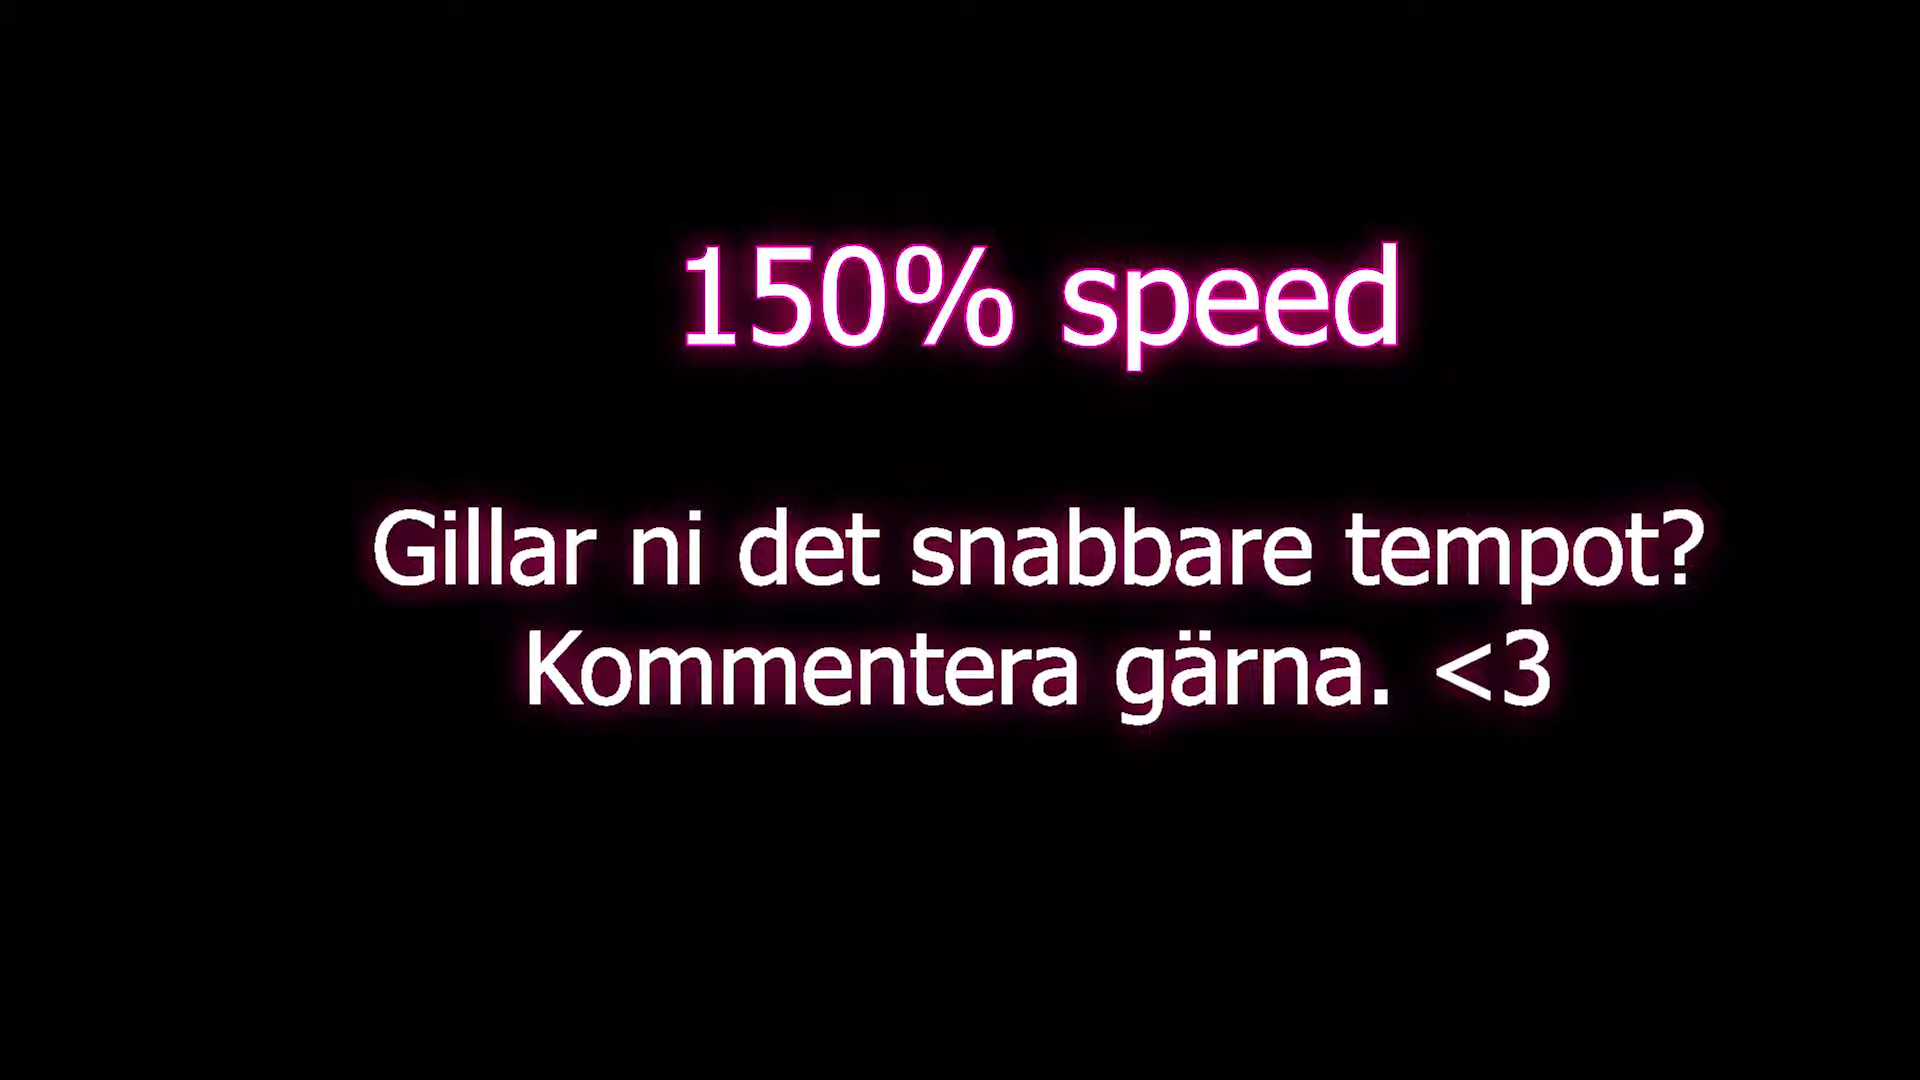 150% speed
Gillar ni det snabbare tempot?
Kommentera gärna. <3